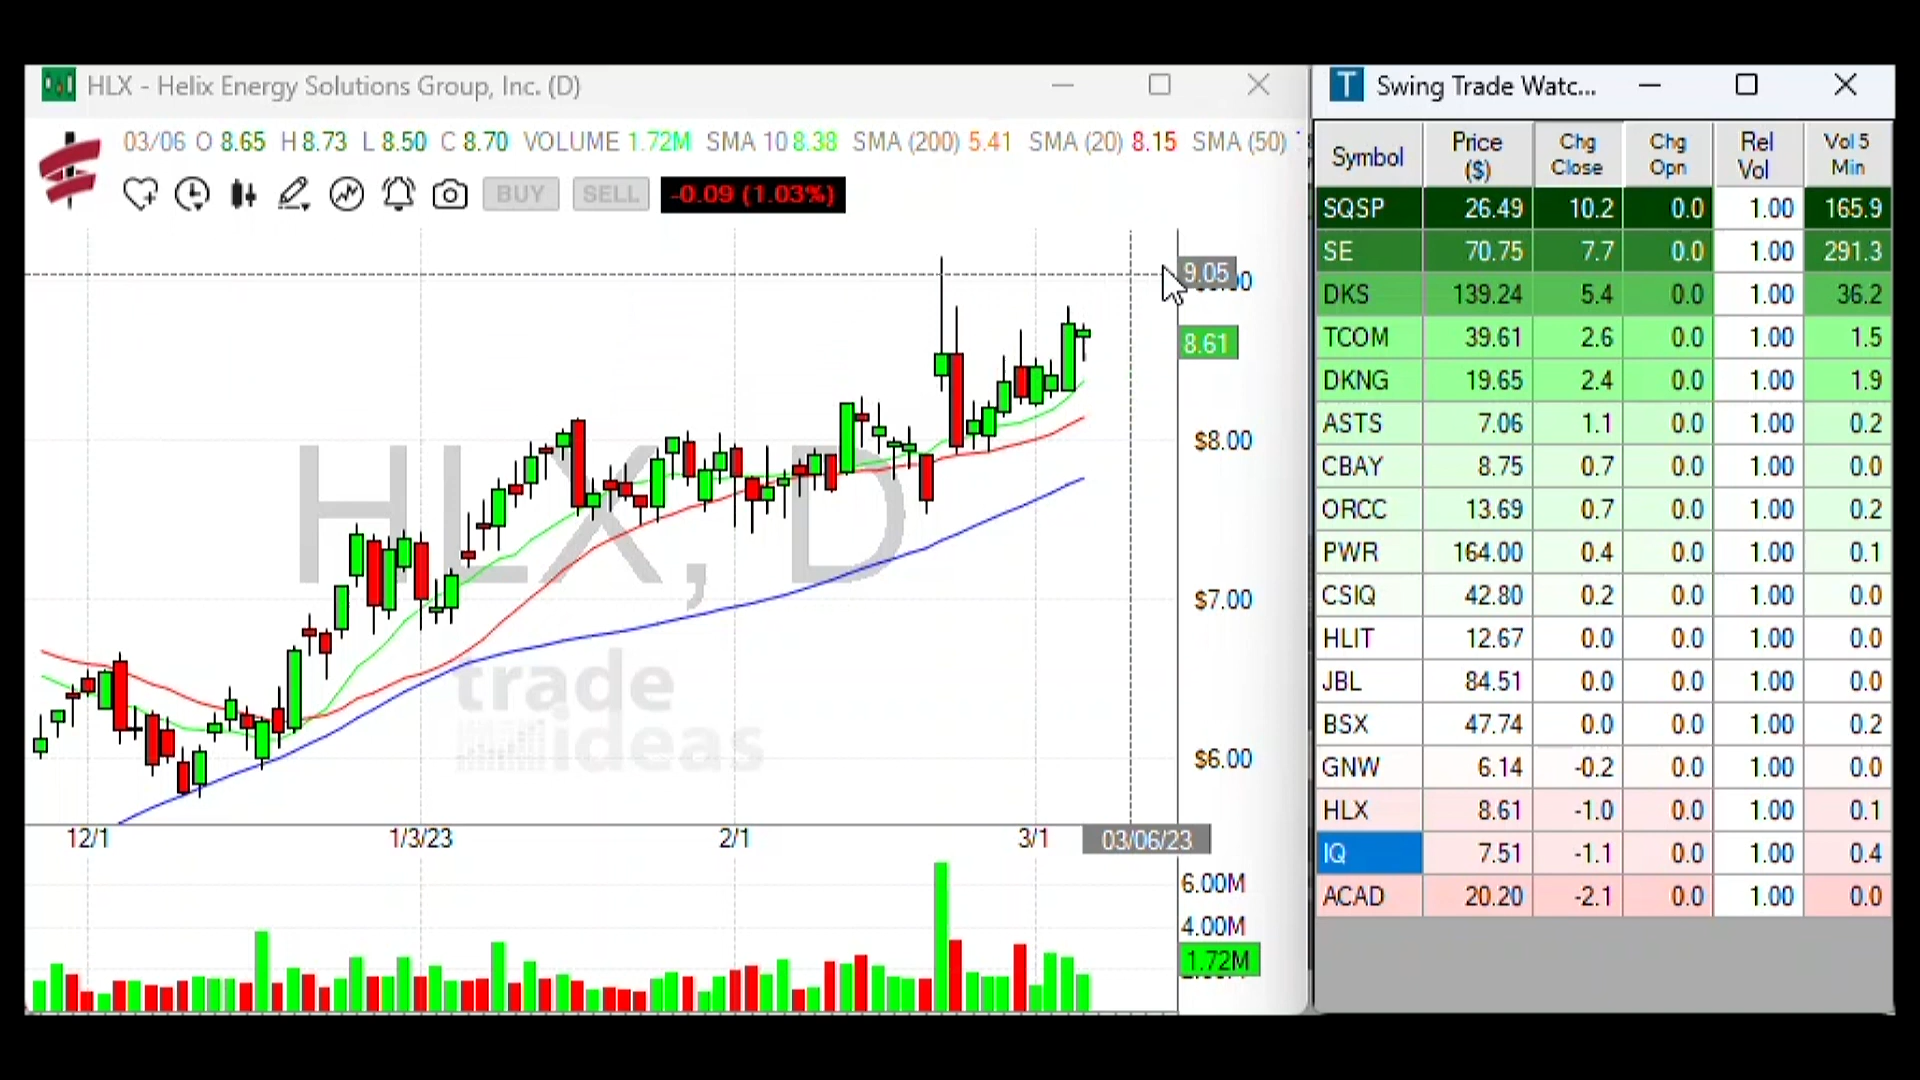 HLX - Helix Energy Solutions Group, Inc. (D)
03/06 O 8.65 H 8.73 L 8.50 C 8.70 VOLUME 1.72M SMA 10 8.38 SMA (200) 5.41 SMA (20) 8.15 SMA (50)
BUY SELL -0.09 (1.03%)
9.05
8.61
$8.00
$7.00
$6.00
HLX, D
trade
ideas
12/1 1/3/23 2/1 3/1 03/06/23
6.00M
4.00M
1.72M
T Swing Trade Watc...
Symbol Price ($) Chg Close Chg Opn Rel Vol Vol 5 Min
SQSP 26.49 10.2 0.0 1.00 165.9
SE 70.75 7.7 0.0 1.00 291.3
DKS 139.24 5.4 0.0 1.00 36.2
TCOM 39.61 2.6 0.0 1.00 1.5
DKNG 19.65 2.4 0.0 1.00 1.9
ASTS 7.06 1.1 0.0 1.00 0.2
CBAY 8.75 0.7 0.0 1.00 0.0
ORCC 13.69 0.7 0.0 1.00 0.2
PWR 164.00 0.4 0.0 1.00 0.1
CSIQ 42.80 0.2 0.0 1.00 0.0
HLIT 12.67 0.0 0.0 1.00 0.0
JBL 84.51 0.0 0.0 1.00 0.0
BSX 47.74 0.0 0.0 1.00 0.2
GNW 6.14 -0.2 0.0 1.00 0.0
HLX 8.61 -1.0 0.0 1.00 0.1
IQ 7.51 -1.1 0.0 1.00 0.4
ACAD 20.20 -2.1 0.0 1.00 0.0